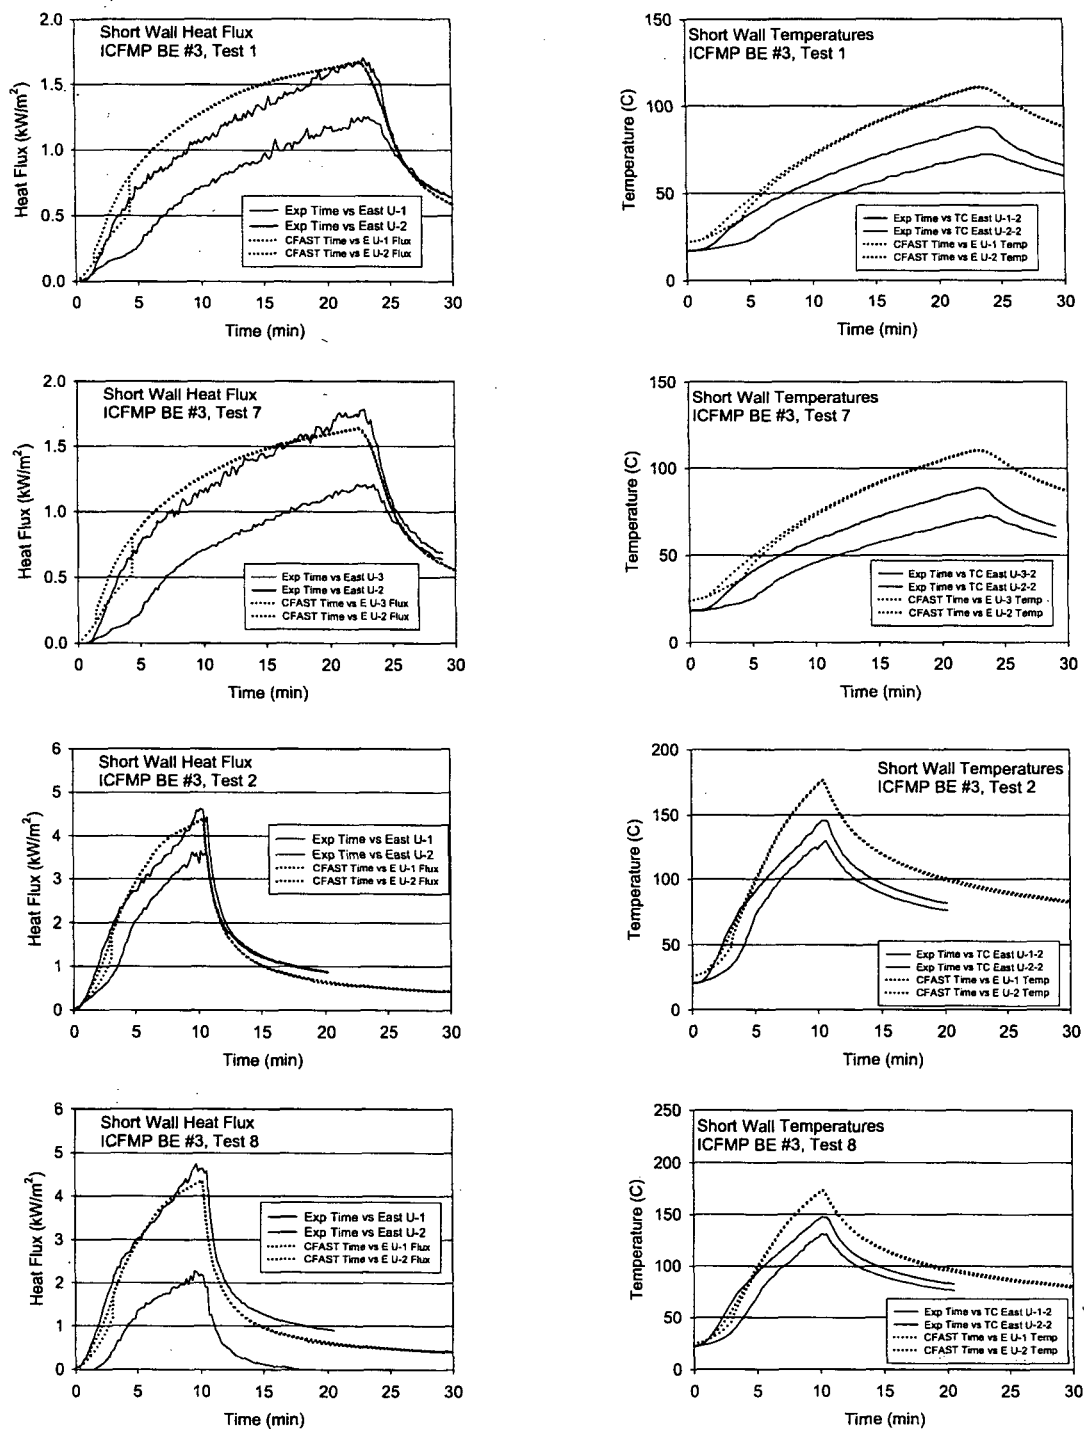 Short Wall Heat Flux
ICFMP BE #3, Test 1
Heat Flux (kW/m²)
2.0
1.5
1.0
0.5
0.0
Exp Time vs East U-1
Exp Time vs East U-2
CFAST Time vs E U-1 Flux
CFAST Time vs E U-2 Flux
0 5 10 15 20 25 30
Time (min)
Short Wall Temperatures
ICFMP BE #3, Test 1
Temperature (C)
150
100
50
0
Exp Time vs TC East U-1-2
Exp Time vs TC East U-2-2
CFAST Time vs E U-1 Temp
CFAST Time vs E U-2 Temp
0 5 10 15 20 25 30
Time (min)
Short Wall Heat Flux
ICFMP BE #3, Test 7
Heat Flux (kW/m²)
2.0
1.5
1.0
0.5
0.0
Exp Time vs East U-3
Exp Time vs East U-2
CFAST Time vs E U-3 Flux
CFAST Time vs E U-2 Flux
0 5 10 15 20 25 30
Time (min)
Short Wall Temperatures
ICFMP BE #3, Test 7
Temperature (C)
150
100
50
0
Exp Time vs TC East U-3-2
Exp Time vs TC East U-2-2
CFAST Time vs E U-3 Temp
CFAST Time vs E U-2 Temp
0 5 10 15 20 25 30
Time (min)
Short Wall Heat Flux
ICFMP BE #3, Test 2
Heat Flux (kW/m²)
6
5
4
3
2
1
0
Exp Time vs East U-1
Exp Time vs East U-2
CFAST Time vs E U-1 Flux
CFAST Time vs E U-2 Flux
0 5 10 15 20 25 30
Time (min)
Short Wall Temperatures
ICFMP BE #3, Test 2
Temperature (C)
200
150
100
50
0
Exp Time vs TC East U-1-2
Exp Time vs TC East U-2-2
CFAST Time vs E U-1 Temp
CFAST Time vs E U-2 Temp
0 5 10 15 20 25 30
Time (min)
Short Wall Heat Flux
ICFMP BE #3, Test 8
Heat Flux (kW/m²)
6
5
4
3
2
1
0
Exp Time vs East U-1
Exp Time vs East U-2
CFAST Time vs E U-1 Flux
CFAST Time vs E U-2 Flux
0 5 10 15 20 25 30
Time (min)
Short Wall Temperatures
ICFMP BE #3, Test 8
Temperature (C)
250
200
150
100
50
0
Exp Time vs TC East U-1-2
Exp Time vs TC East U-2-2
CFAST Time vs E U-1 Temp
CFAST Time vs E U-2 Temp
0 5 10 15 20 25 30
Time (min)